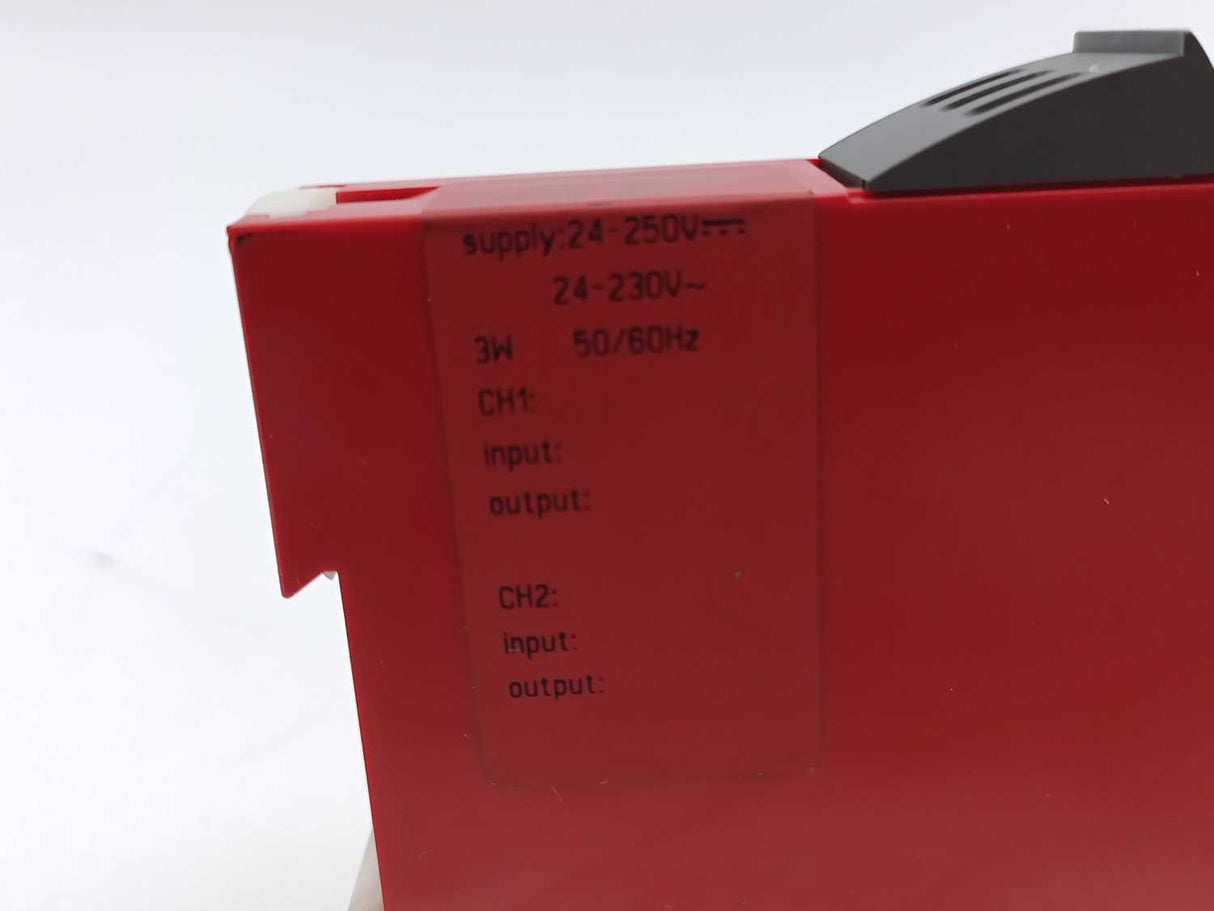 supply:24-250V⎓
24-230V~
3W 50/60Hz
CH1:
input:
output:
CH2:
input:
output: